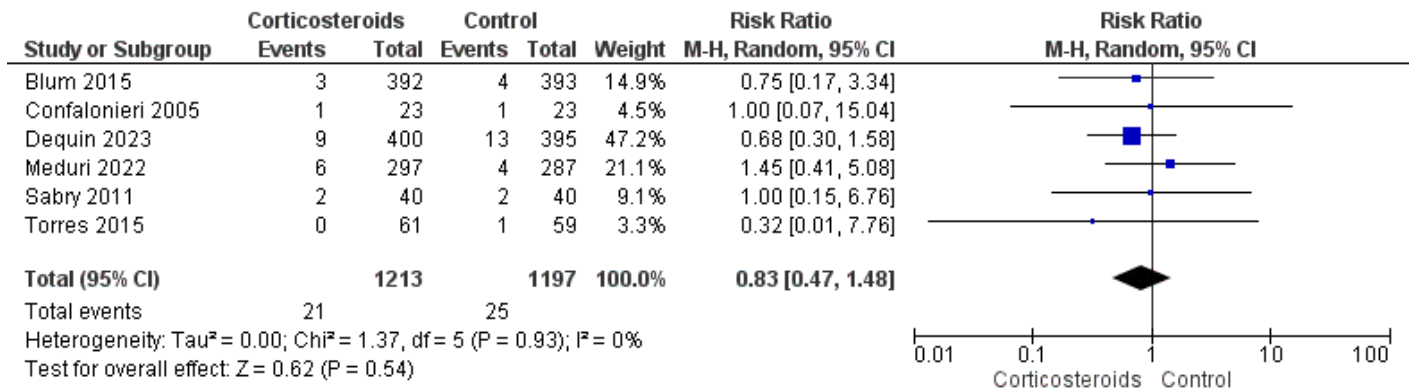 Corticosteroids Control Risk Ratio Risk Ratio
Study or Subgroup Events Total Events Total Weight M-H, Random, 95% CI M-H, Random, 95% CI
Blum 2015 3 392 4 393 14.9% 0.75 [0.17, 3.34]
Confalonieri 2005 1 23 1 23 4.5% 1.00 [0.07, 15.04]
Dequin 2023 9 400 13 395 47.2% 0.68 [0.30, 1.58]
Meduri 2022 6 297 4 287 21.1% 1.45 [0.41, 5.08]
Sabry 2011 2 40 2 40 9.1% 1.00 [0.15, 6.76]
Torres 2015 0 61 1 59 3.3% 0.32 [0.01, 7.76]
Total (95% CI) 1213 1197 100.0% 0.83 [0.47, 1.48]
Total events 21 25
Heterogeneity: Tau² = 0.00; Chi² = 1.37, df = 5 (P = 0.93); I² = 0%
Test for overall effect: Z = 0.62 (P = 0.54)
0.01 0.1 1 10 100
Corticosteroids Control